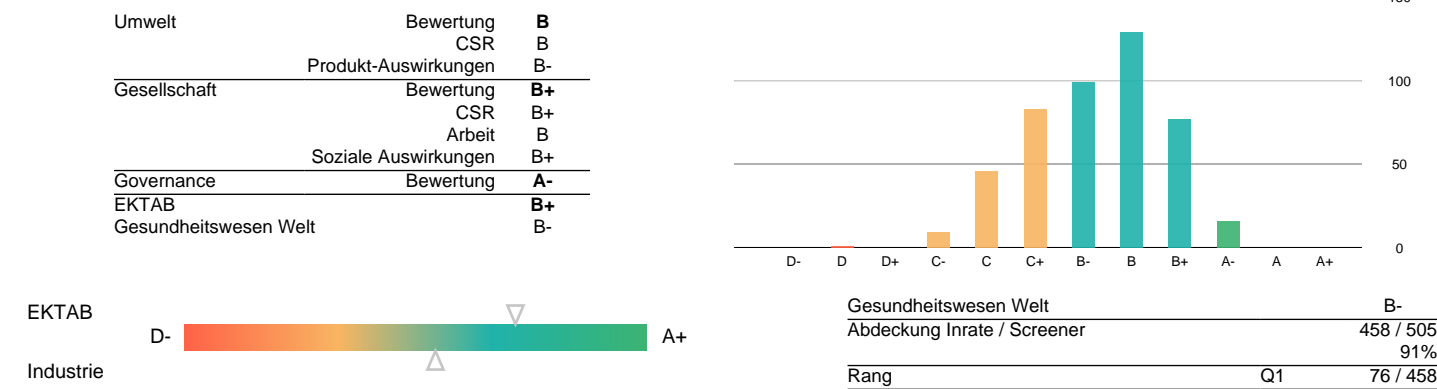 Umwelt Bewertung B
CSR B
Produkt-Auswirkungen B-
Gesellschaft Bewertung B+
CSR B+
Arbeit B
Soziale Auswirkungen B+
Governance Bewertung A-
EKTAB B+
Gesundheitswesen Welt B-
100
50
0
D- D D+ C- C C+ B- B B+ A- A A+
EKTAB
D- A+
Industrie
Gesundheitswesen Welt B-
Abdeckung Inrate / Screener 458 / 505
91%
Rang Q1 76 / 458